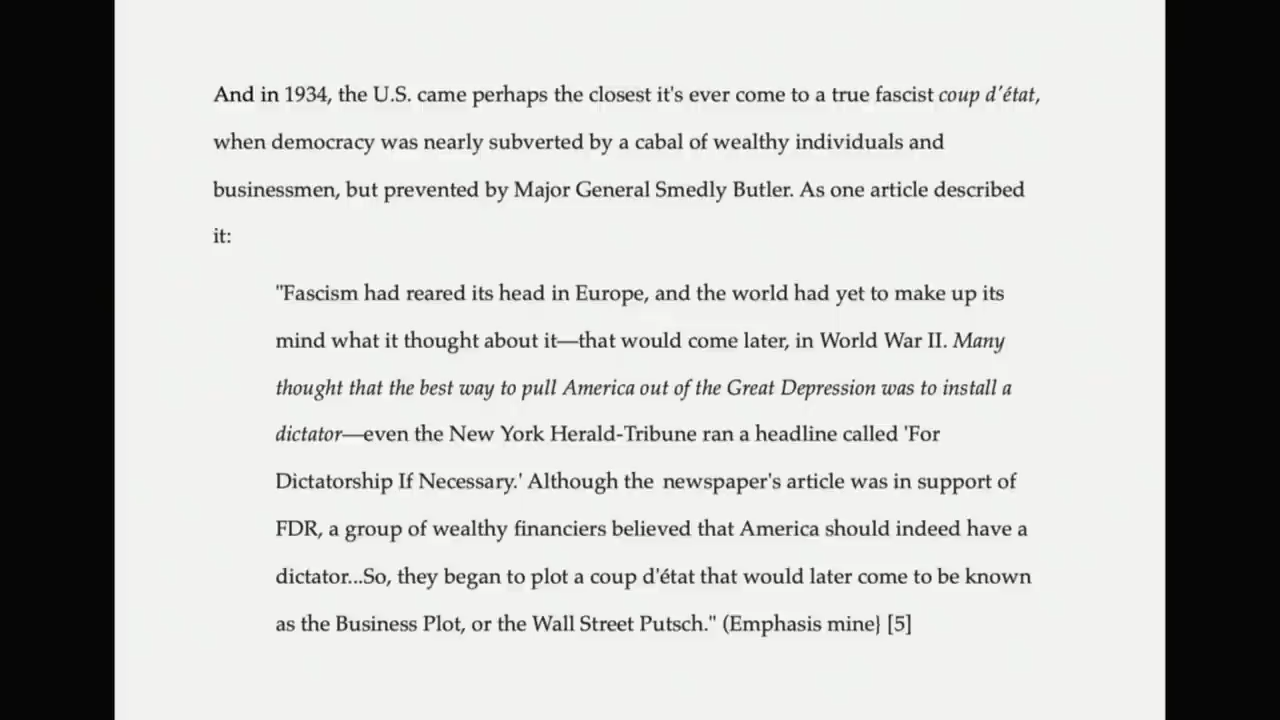 And in 1934, the U.S. came perhaps the closest it's ever come to a true fascist coup d'état,
when democracy was nearly subverted by a cabal of wealthy individuals and
businessmen, but prevented by Major General Smedly Butler. As one article described
it:
"Fascism had reared its head in Europe, and the world had yet to make up its
mind what it thought about it—that would come later, in World War II. Many
thought that the best way to pull America out of the Great Depression was to install a
dictator—even the New York Herald-Tribune ran a headline called 'For
Dictatorship If Necessary.' Although the newspaper's article was in support of
FDR, a group of wealthy financiers believed that America should indeed have a
dictator...So, they began to plot a coup d'état that would later come to be known
as the Business Plot, or the Wall Street Putsch." (Emphasis mine} [5]